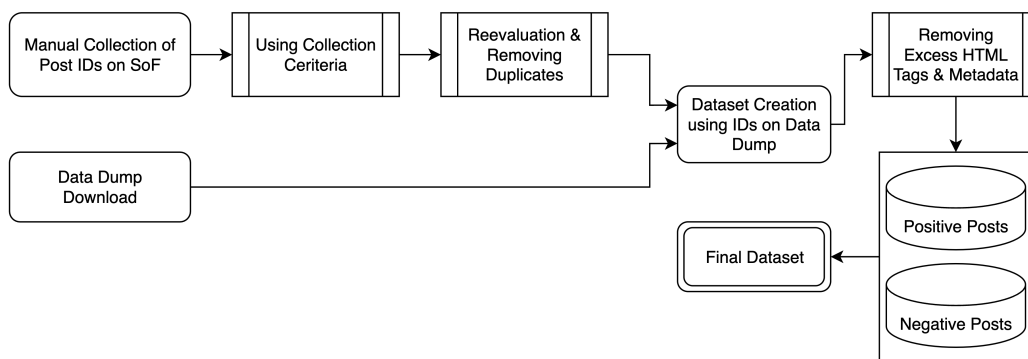 Manual Collection of
Post IDs on SoF
Using Collection
Ceriteria
Reevaluation &
Removing
Duplicates
Removing
Excess HTML
Tags & Metadata
Dataset Creation
using IDs on Data
Dump
Data Dump
Download
Positive Posts
Final Dataset
Negative Posts